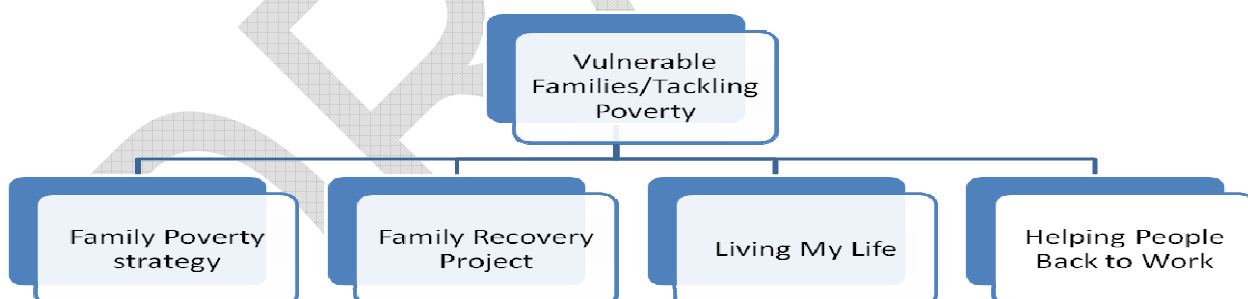 Vulnerable
Families/Tackling
Poverty
Family Poverty
strategy
Family Recovery
Project
Living My Life
Helping People
Back to Work